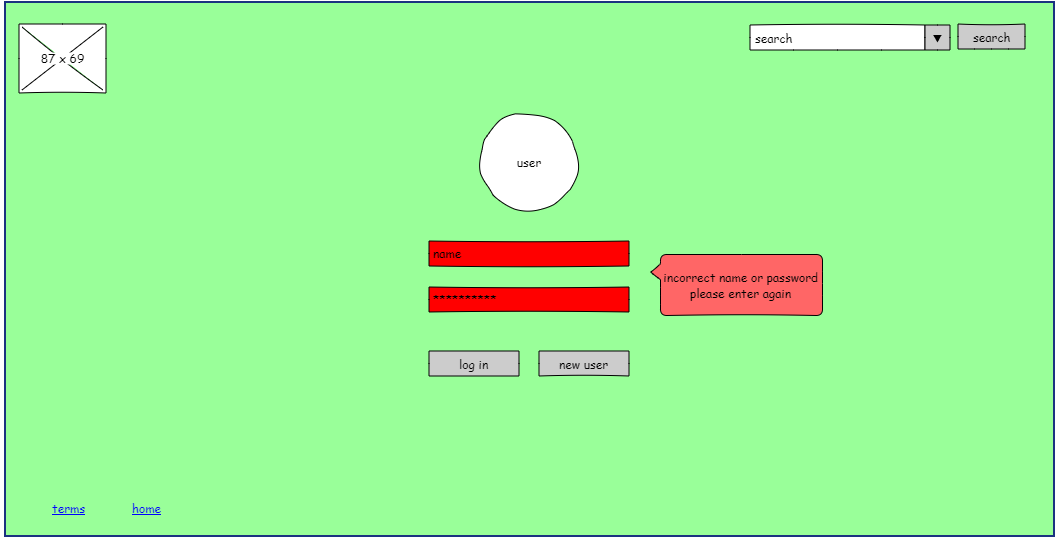 87 x 69
search
▼
search
user
name
**********
incorrect name or password
please enter again
log in
new user
terms
home